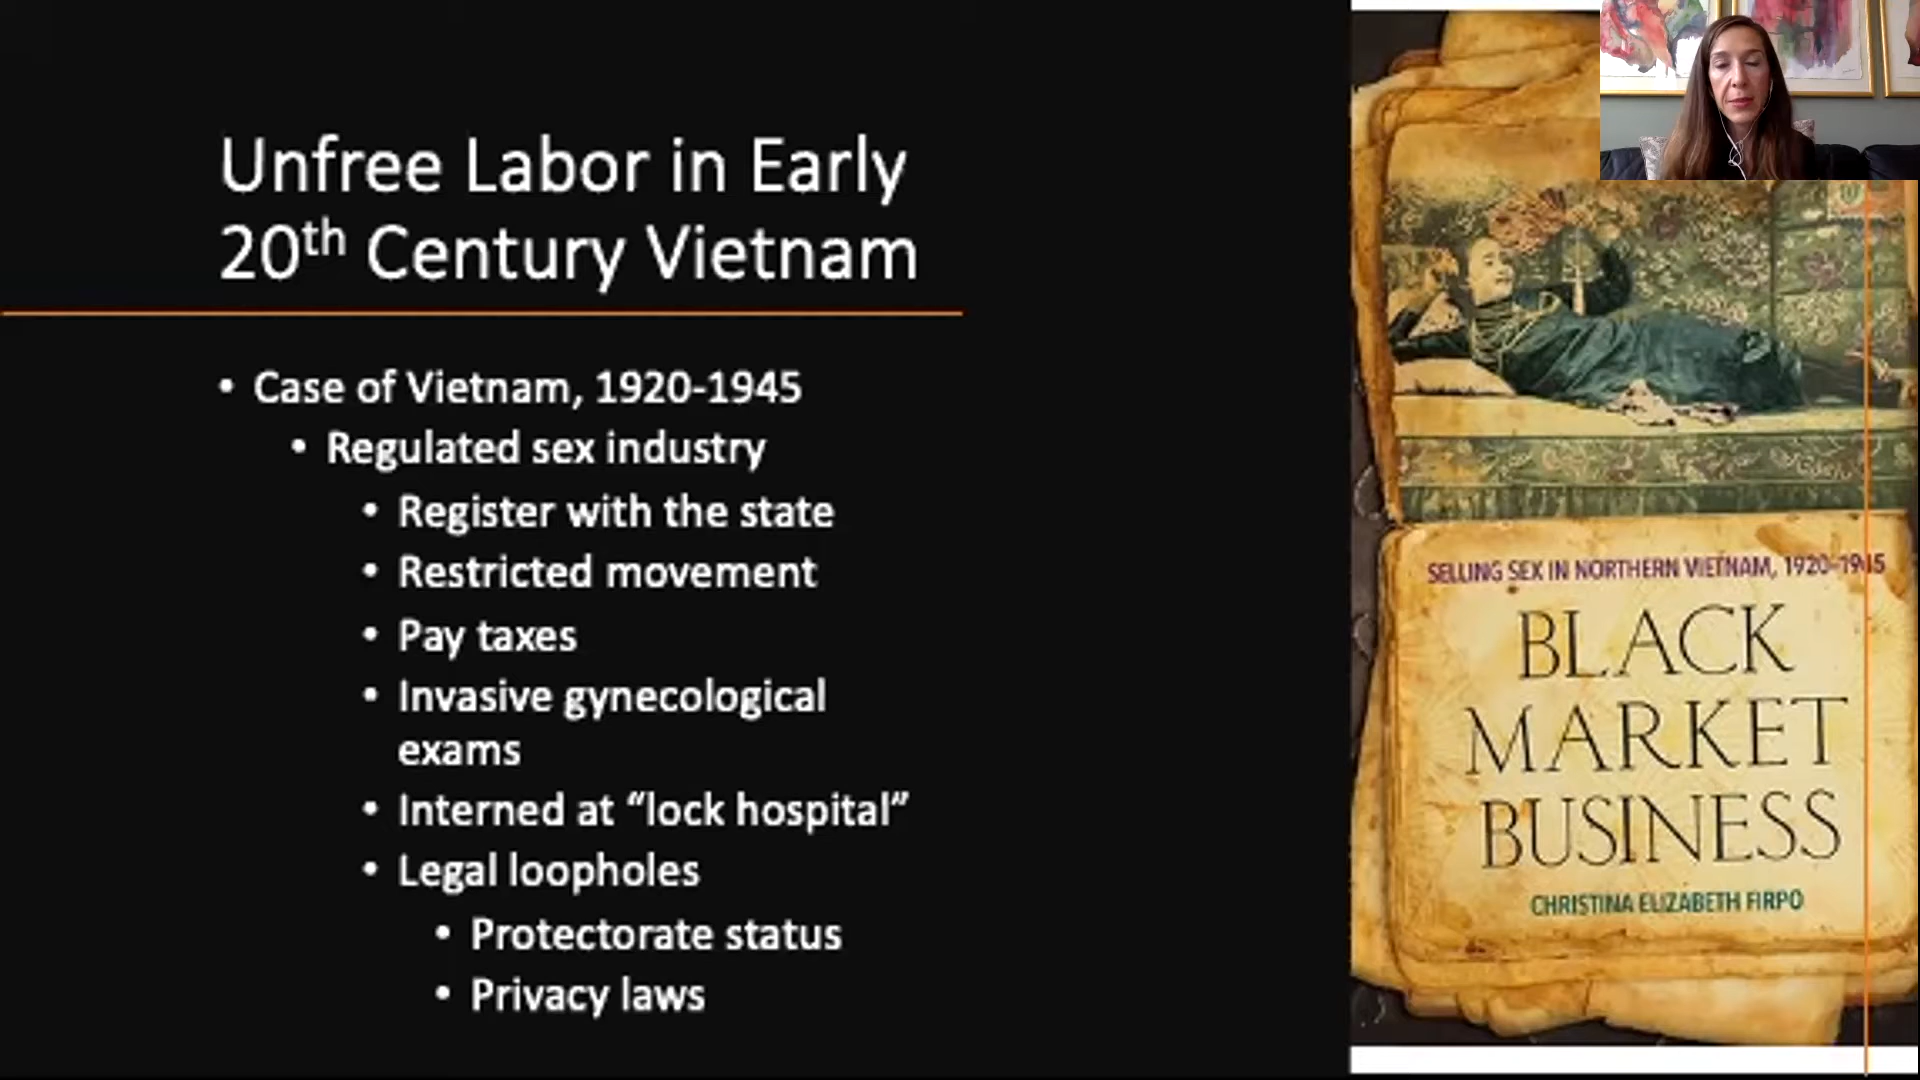 Unfree Labor in Early
20th Century Vietnam
• Case of Vietnam, 1920-1945
• Regulated sex industry
• Register with the state
• Restricted movement
• Pay taxes
• Invasive gynecological
exams
• Interned at “lock hospital”
• Legal loopholes
• Protectorate status
• Privacy laws
SELLING SEX IN NORTHERN VIETNAM, 1920-1945
BLACK
MARKET
BUSINESS
CHRISTINA ELIZABETH FIRPO